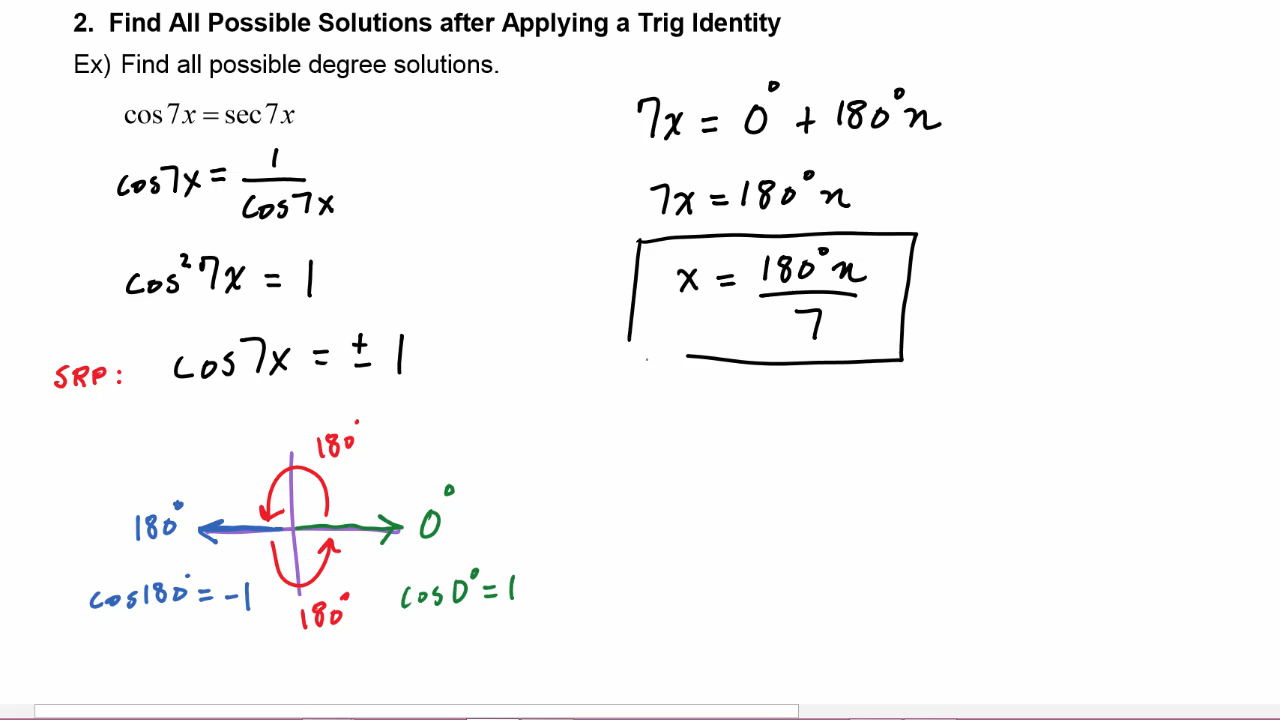 2. Find All Possible Solutions after Applying a Trig Identity
Ex) Find all possible degree solutions.
cos 7x = sec 7x
cos7x = 1/cos7x
cos²7x = 1
SRP: cos7x = ± 1
180°
180°
0°
cos180° = -1
cos0° = 1
180°
7x = 0° + 180°n
7x = 180°n
x = 180°n/7